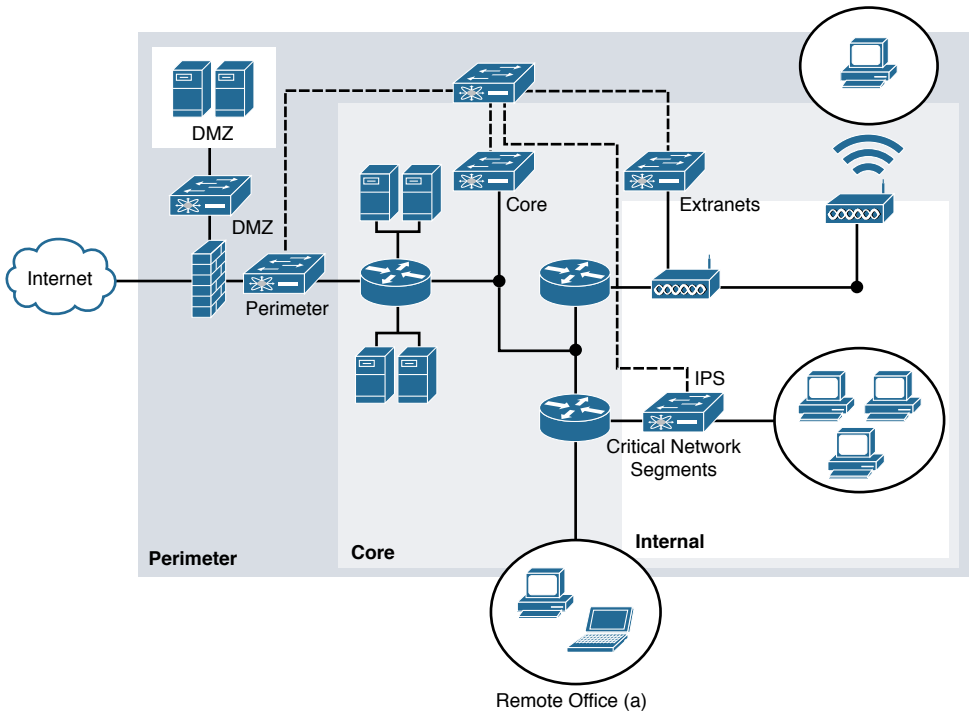 DMZ
DMZ
Core
Extranets
Internet
Perimeter
IPS
Critical Network
Segments
Perimeter
Core
Internal
Remote Office (a)